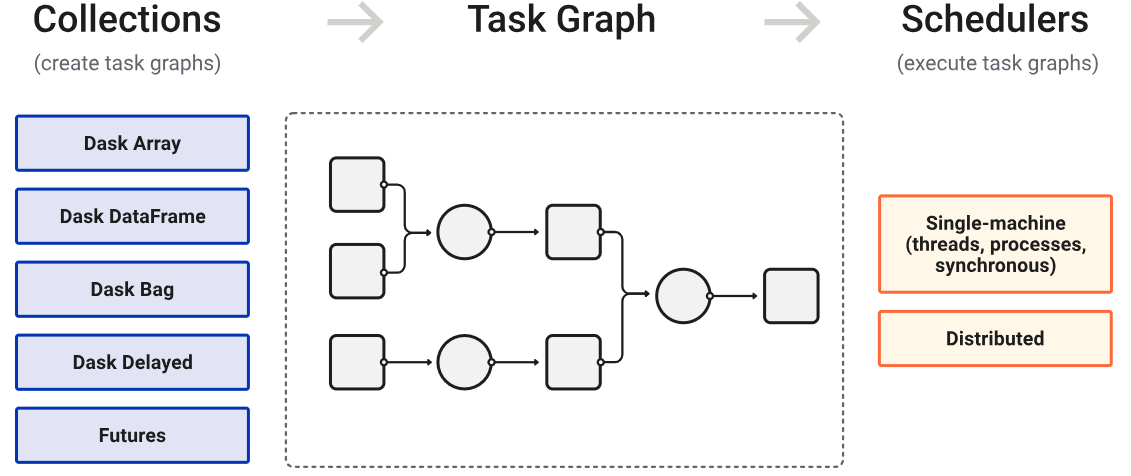 Collections
Task Graph
Schedulers
(create task graphs)
(execute task graphs)
Dask Array
Dask DataFrame
Dask Bag
Dask Delayed
Futures
Single-machine
(threads, processes,
synchronous)
Distributed